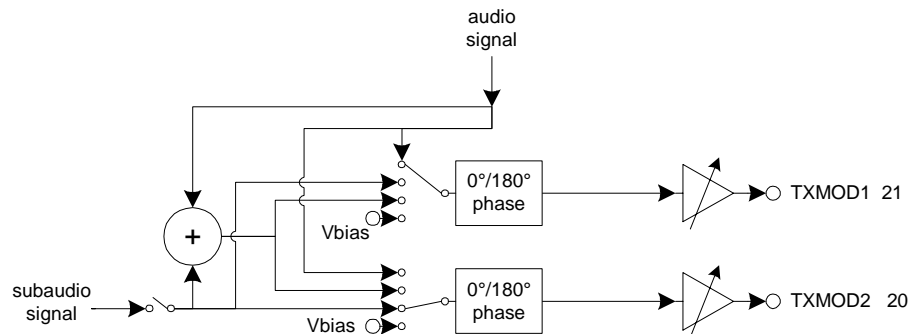 audio
signal
0°/180°
phase
TXMOD1 21
+
Vbias
subaudio
signal
0°/180°
phase
TXMOD2 20
Vbias